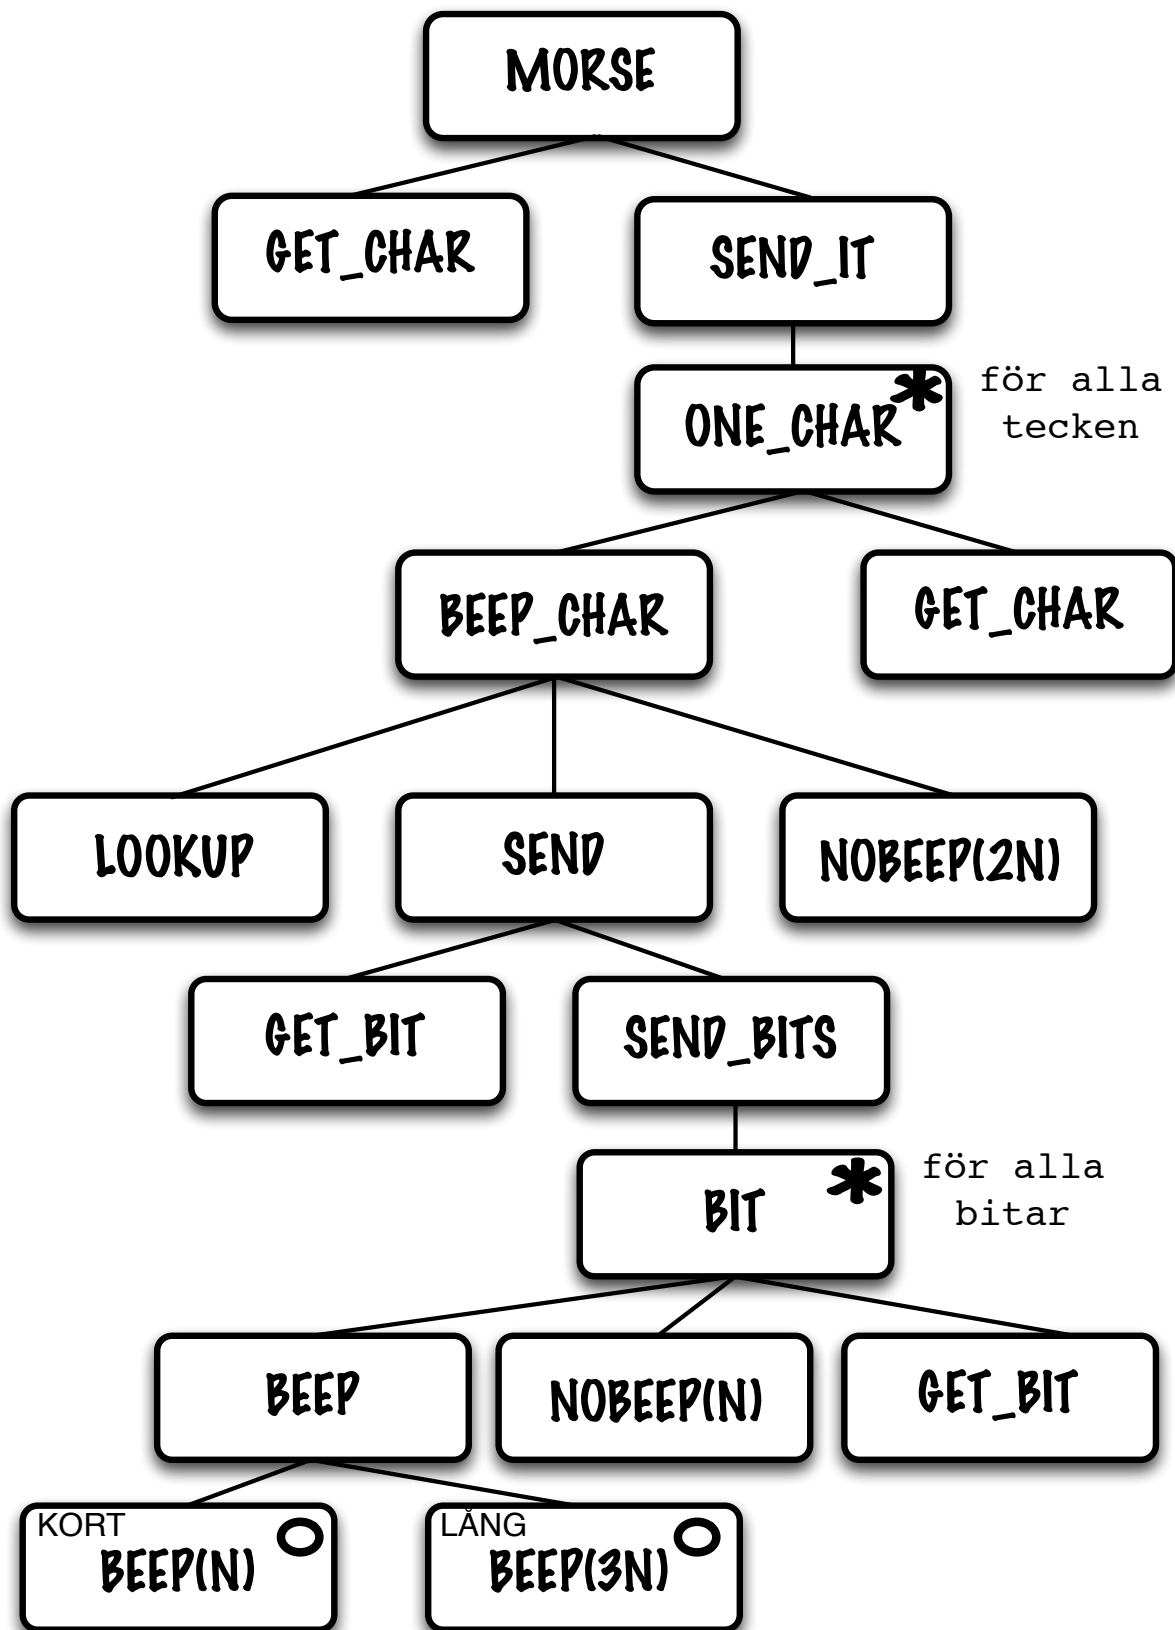 MORSE
GET_CHAR
SEND_IT
ONE_CHAR*
för alla
tecken
BEEP_CHAR
GET_CHAR
LOOKUP
SEND
NOBEEP(2N)
GET_BIT
SEND_BITS
BIT *
för alla
bitar
BEEP
NOBEEP(N)
GET_BIT
KORT
BEEP(N)
LÅNG
BEEP(3N)